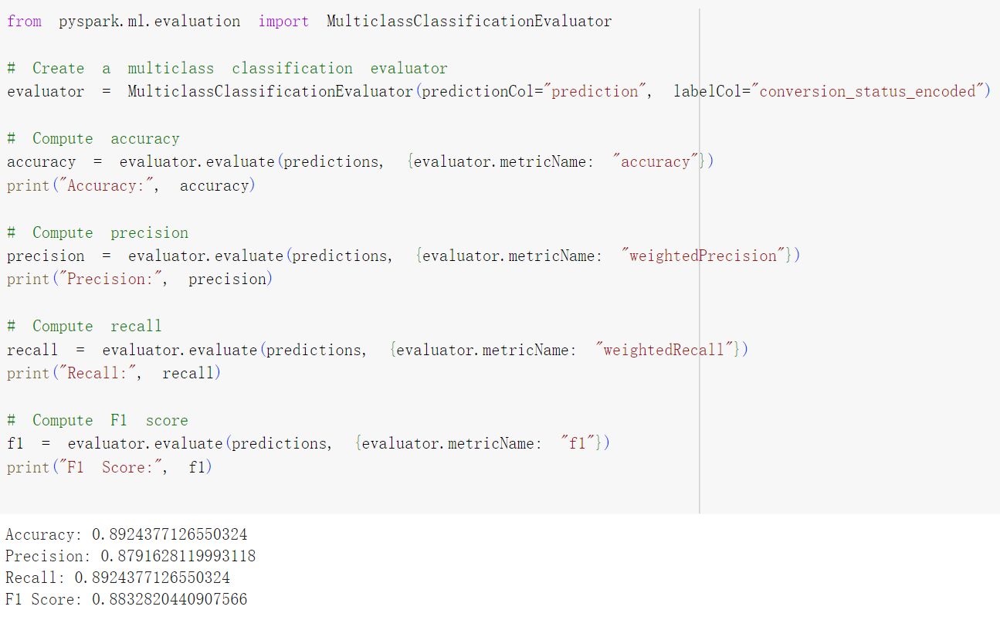 from pyspark.ml.evaluation import MulticlassClassificationEvaluator
# Create a multiclass classification evaluator
evaluator = MulticlassClassificationEvaluator(predictionCol="prediction", labelCol="conversion_status_encoded")
# Compute accuracy
accuracy = evaluator.evaluate(predictions, {evaluator.metricName: "accuracy"})
print("Accuracy:", accuracy)
# Compute precision
precision = evaluator.evaluate(predictions, {evaluator.metricName: "weightedPrecision"})
print("Precision:", precision)
# Compute recall
recall = evaluator.evaluate(predictions, {evaluator.metricName: "weightedRecall"})
print("Recall:", recall)
# Compute F1 score
f1 = evaluator.evaluate(predictions, {evaluator.metricName: "f1"})
print("F1 Score:", f1)
Accuracy: 0.8924377126550324
Precision: 0.8791628119993118
Recall: 0.8924377126550324
F1 Score: 0.8832820440907566